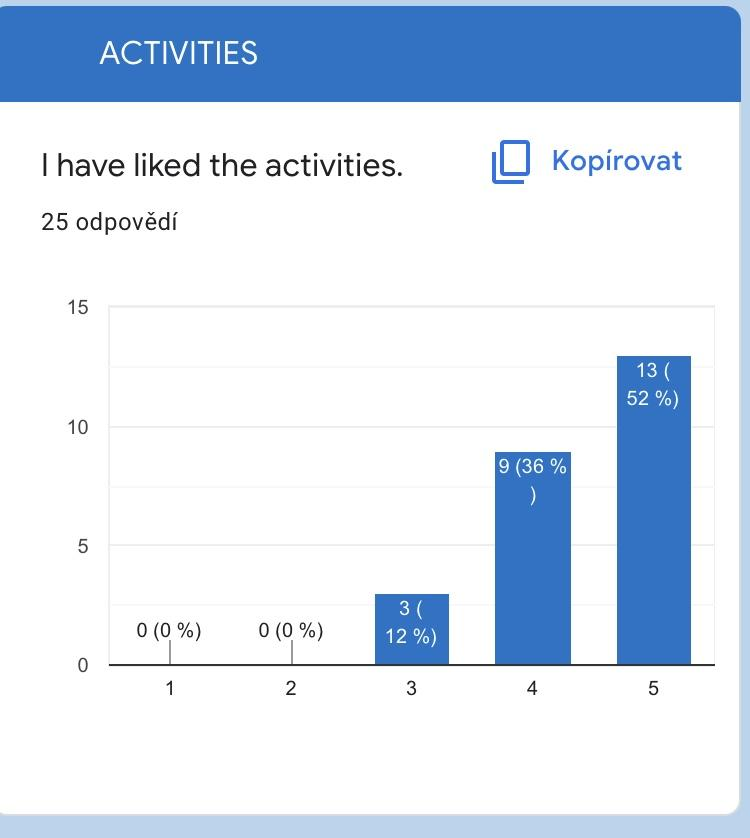 ACTIVITIES
I have liked the activities.
Kopírovat
25 odpovědí
15
10
5
0
0 (0 %)
0 (0 %)
3 (
12 %)
9 (36 %
)
13 (
52 %)
1
2
3
4
5